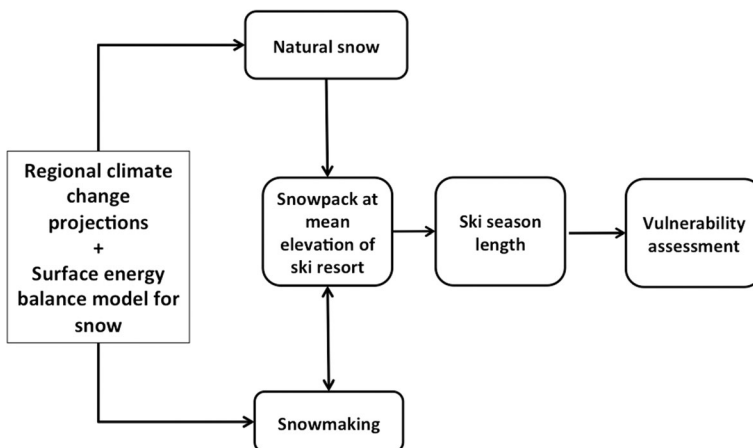 Natural snow
Regional climate
change
projections
+
Surface energy
balance model for
snow
Snowpack at
mean
elevation of
ski resort
Ski season
length
Vulnerability
assessment
Snowmaking